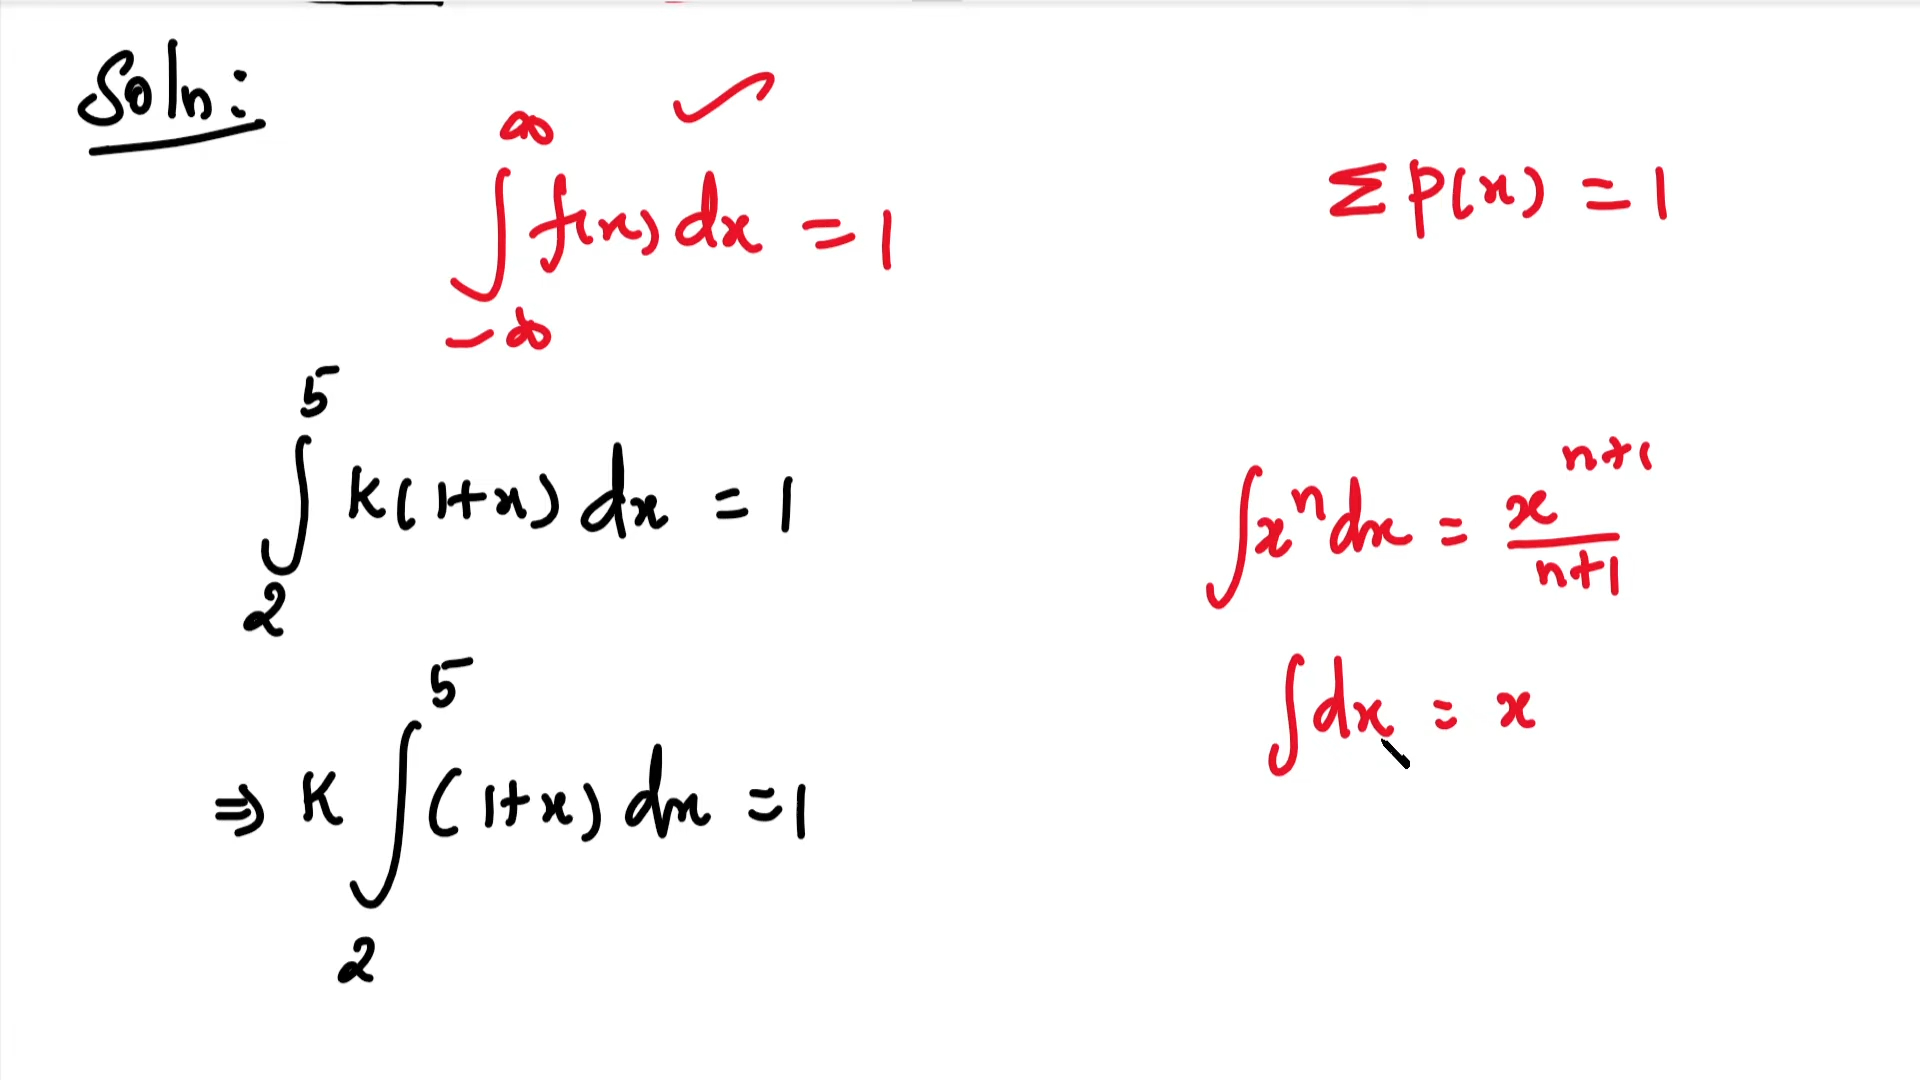 Soln:
∫_{-∞}^{∞} f(x) dx = 1
Σ p(x) = 1
∫_{2}^{5} k(1+x) dx = 1
∫ x^n dx = x^{n+1}/n+1
∫ dx = x
⇒ K ∫_{2}^{5} (1+x) dx = 1